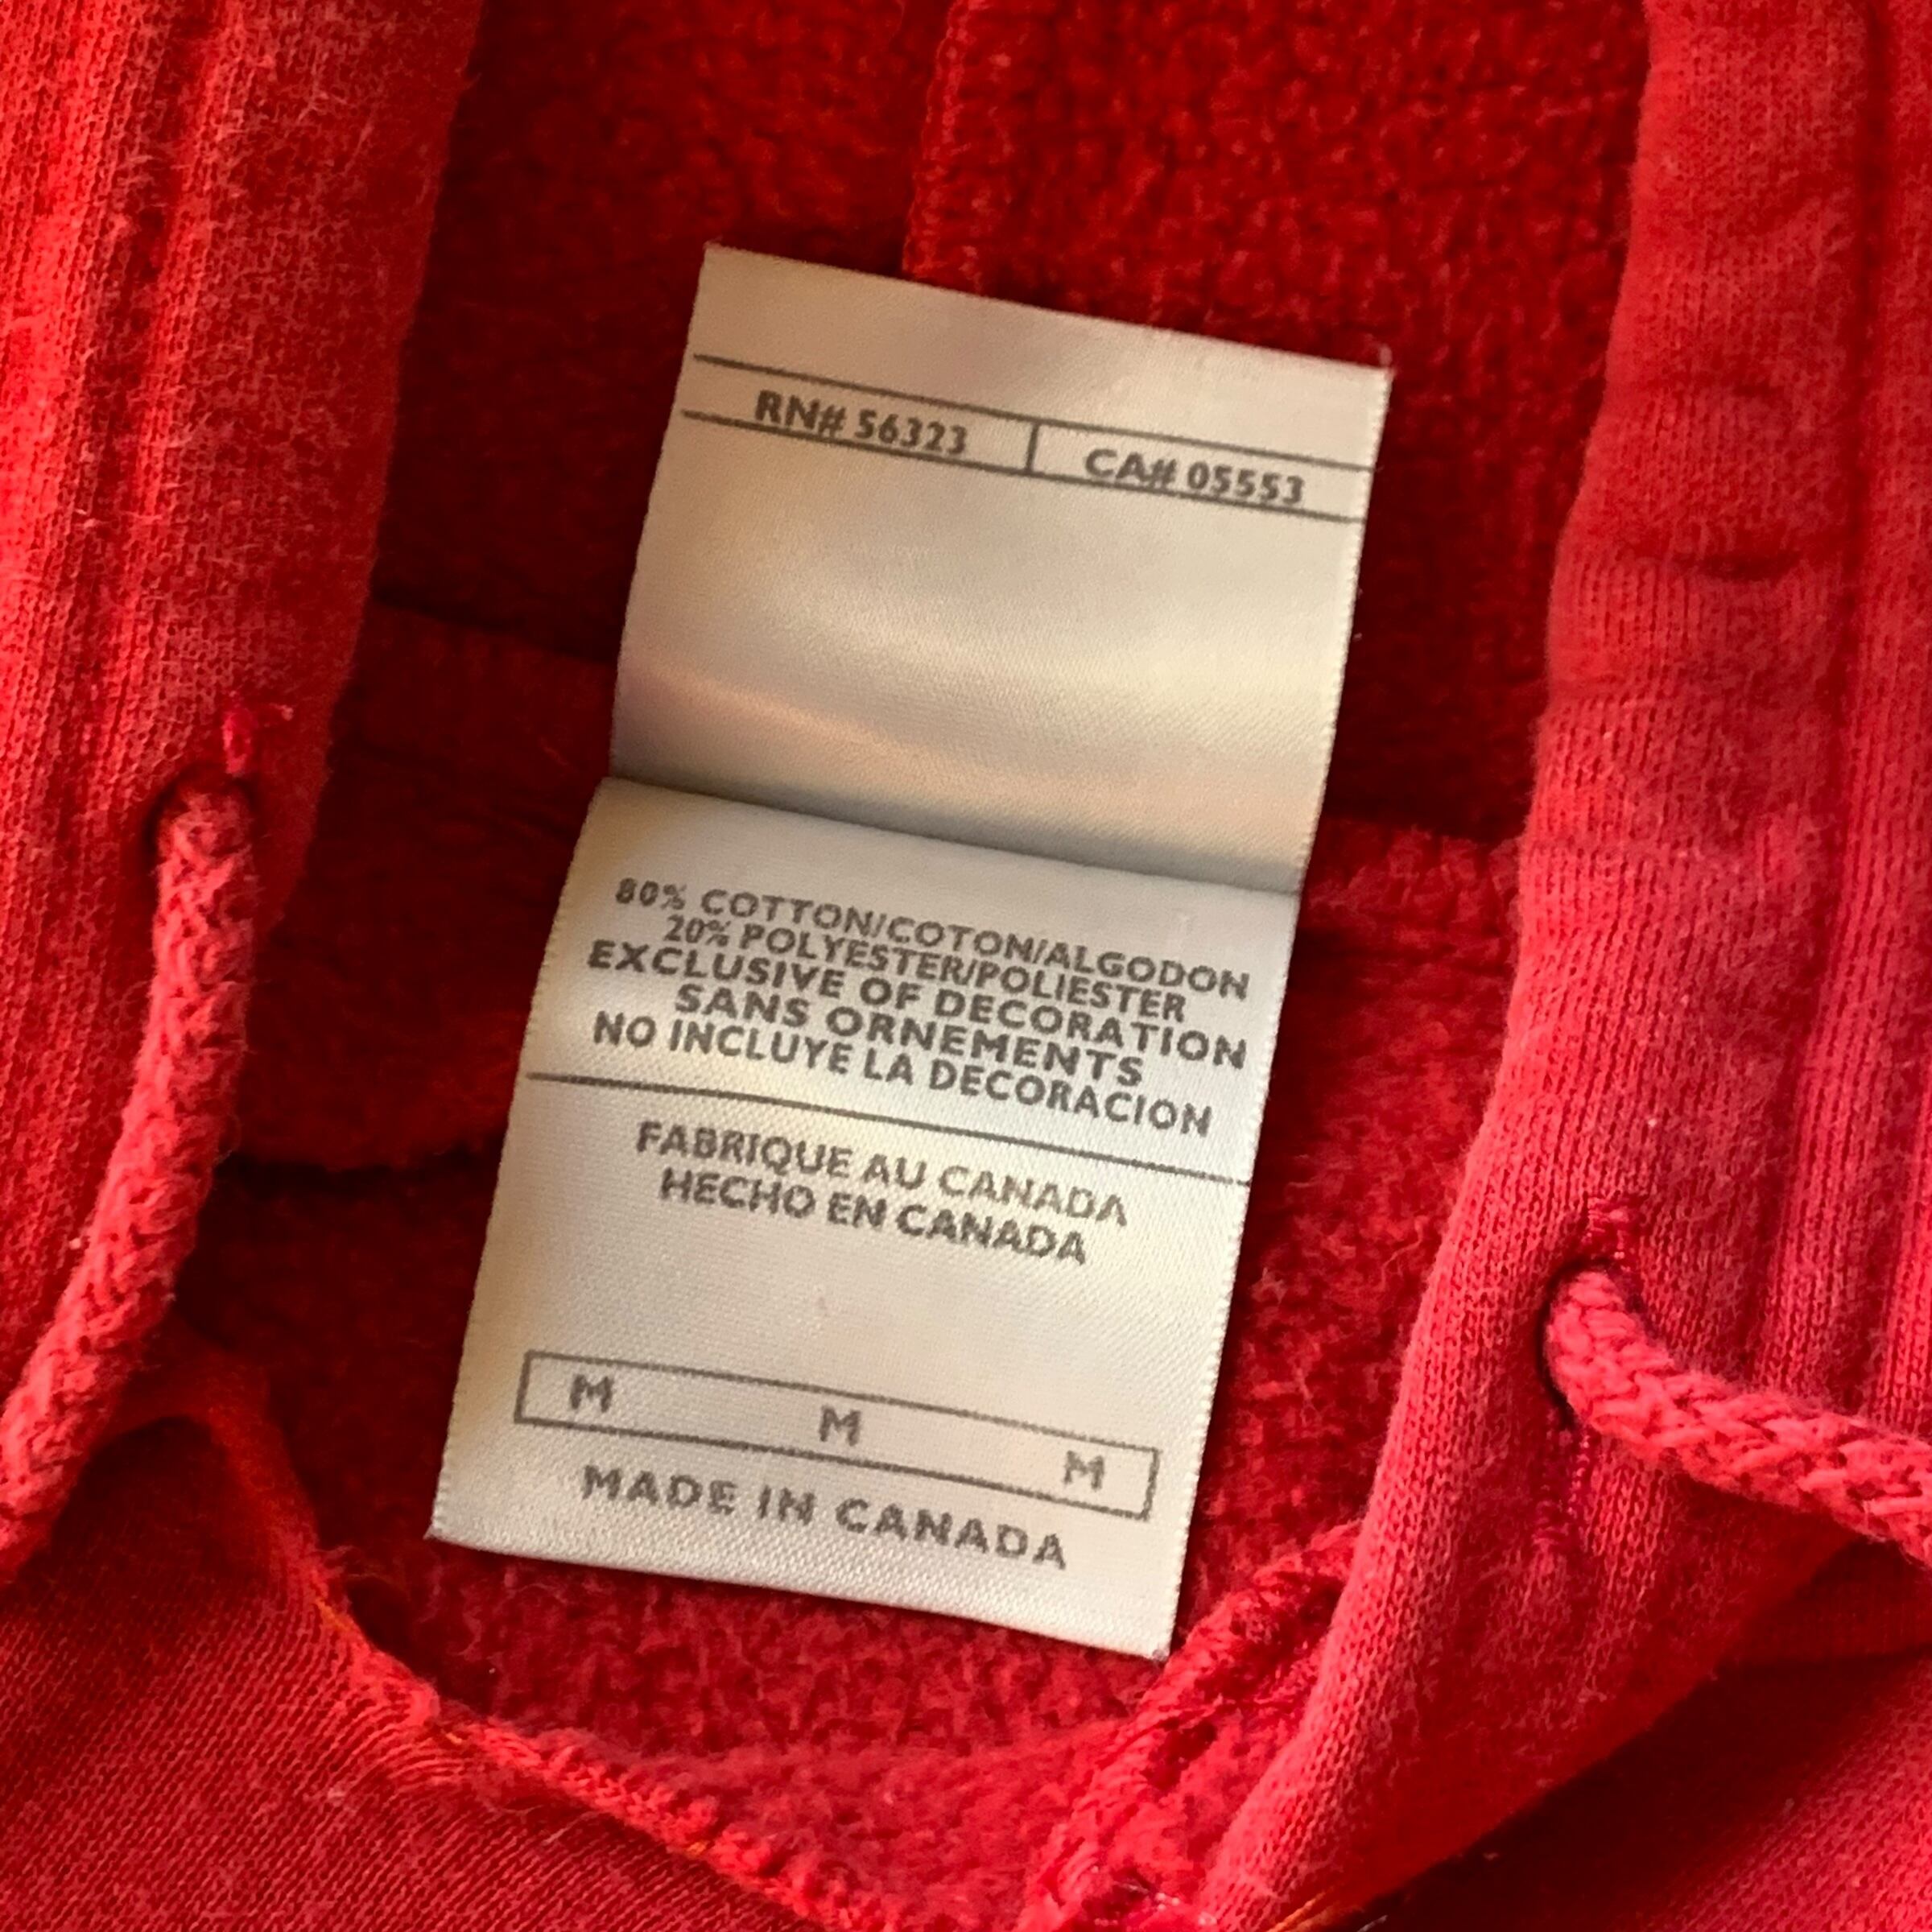 RN# 56323 CA# 05553
80% COTTON/COTON/ALGODON
20% POLYESTER/POLIESTER
EXCLUSIVE OF DECORATION
SANS ORNEMENTS
NO INCLUYE LA DECORACION
FABRIQUE AU CANADA
HECHO EN CANADA
M M M
MADE IN CANADA